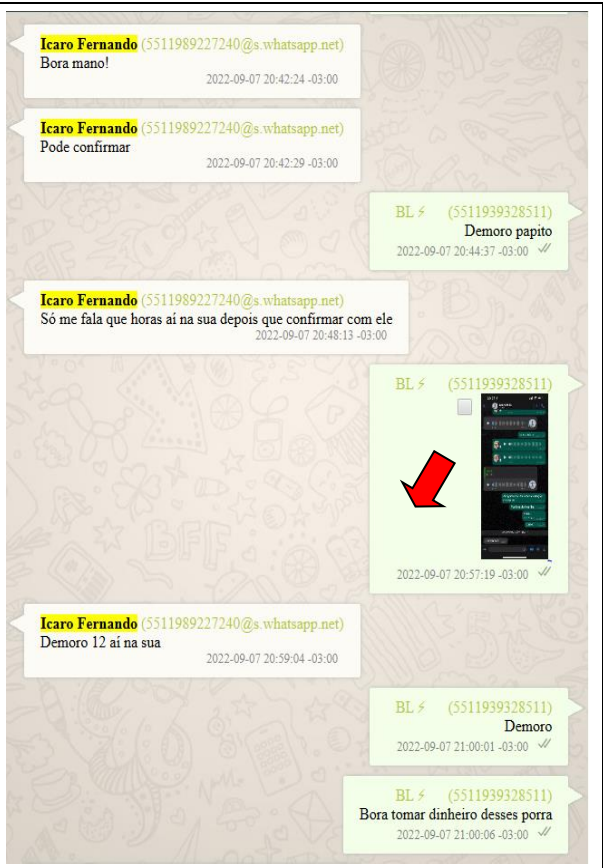 Icaro Fernando (5511989227240@s.whatsapp.net)
Bora mano!
2022-09-07 20:42:24 -03:00
Icaro Fernando (5511989227240@s.whatsapp.net)
Pode confirmar
2022-09-07 20:42:29 -03:00
BL⚡ (5511939328511)
Demoro papito
2022-09-07 20:44:37 -03:00
Icaro Fernando (5511989227240@s.whatsapp.net)
Só me fala que horas aí na sua depois que confirmar com ele
2022-09-07 20:48:13 -03:00
BL⚡ (5511939328511)
2022-09-07 20:57:19 -03:00
Icaro Fernando (5511989227240@s.whatsapp.net)
Demoro 12 aí na sua
2022-09-07 20:59:04 -03:00
BL⚡ (5511939328511)
Demoro
2022-09-07 21:00:01 -03:00
BL⚡ (5511939328511)
Bora tomar dinheiro desses porra
2022-09-07 21:00:06 -03:00